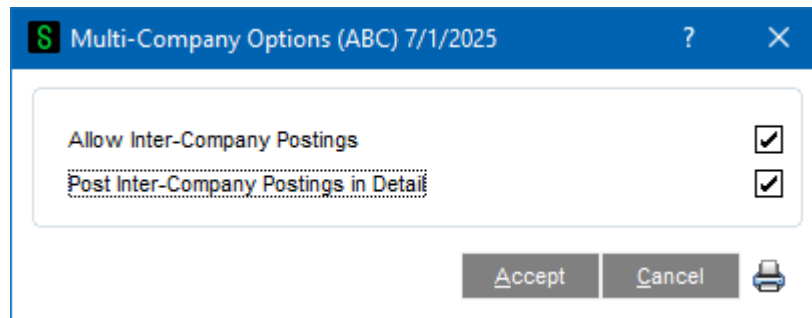 S Multi-Company Options (ABC) 7/1/2025 ?
Allow Inter-Company Postings
Post Inter-Company Postings in Detail
Accept Cancel